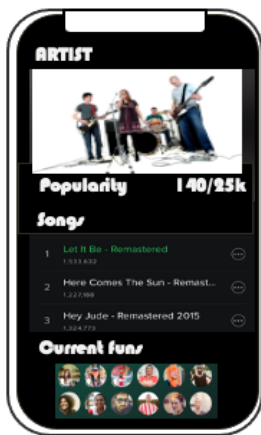 ARTIST
Popularity 140/25k
Songs
1 Let It Be - Remastered
1,533,632
2 Here Comes The Sun - Remast...
1,227,188
3 Hey Jude - Remastered 2015
1,324,773
Current funs